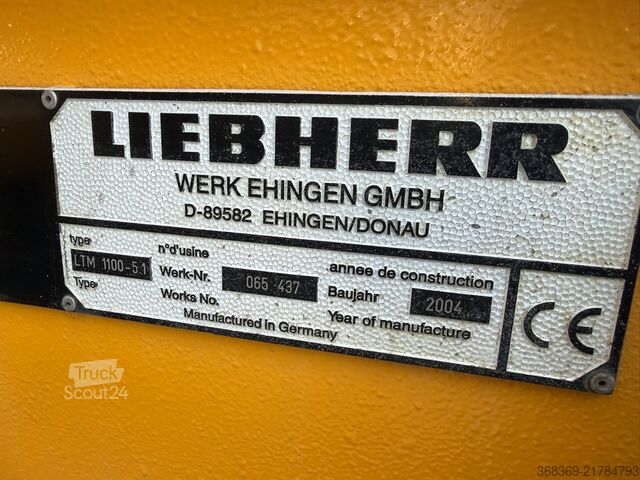 LIEBHERR
WERK EHINGEN GMBH
D-89582 EHINGEN/DONAU
type
LTM 1100-5.1
Type
n°d'usine
Werk-Nr.
Works No.
065 437
annee de construction
Baujahr
Year of manufacture
2004
Manufactured in Germany
CE
Truck
Scout24
368369-21784793